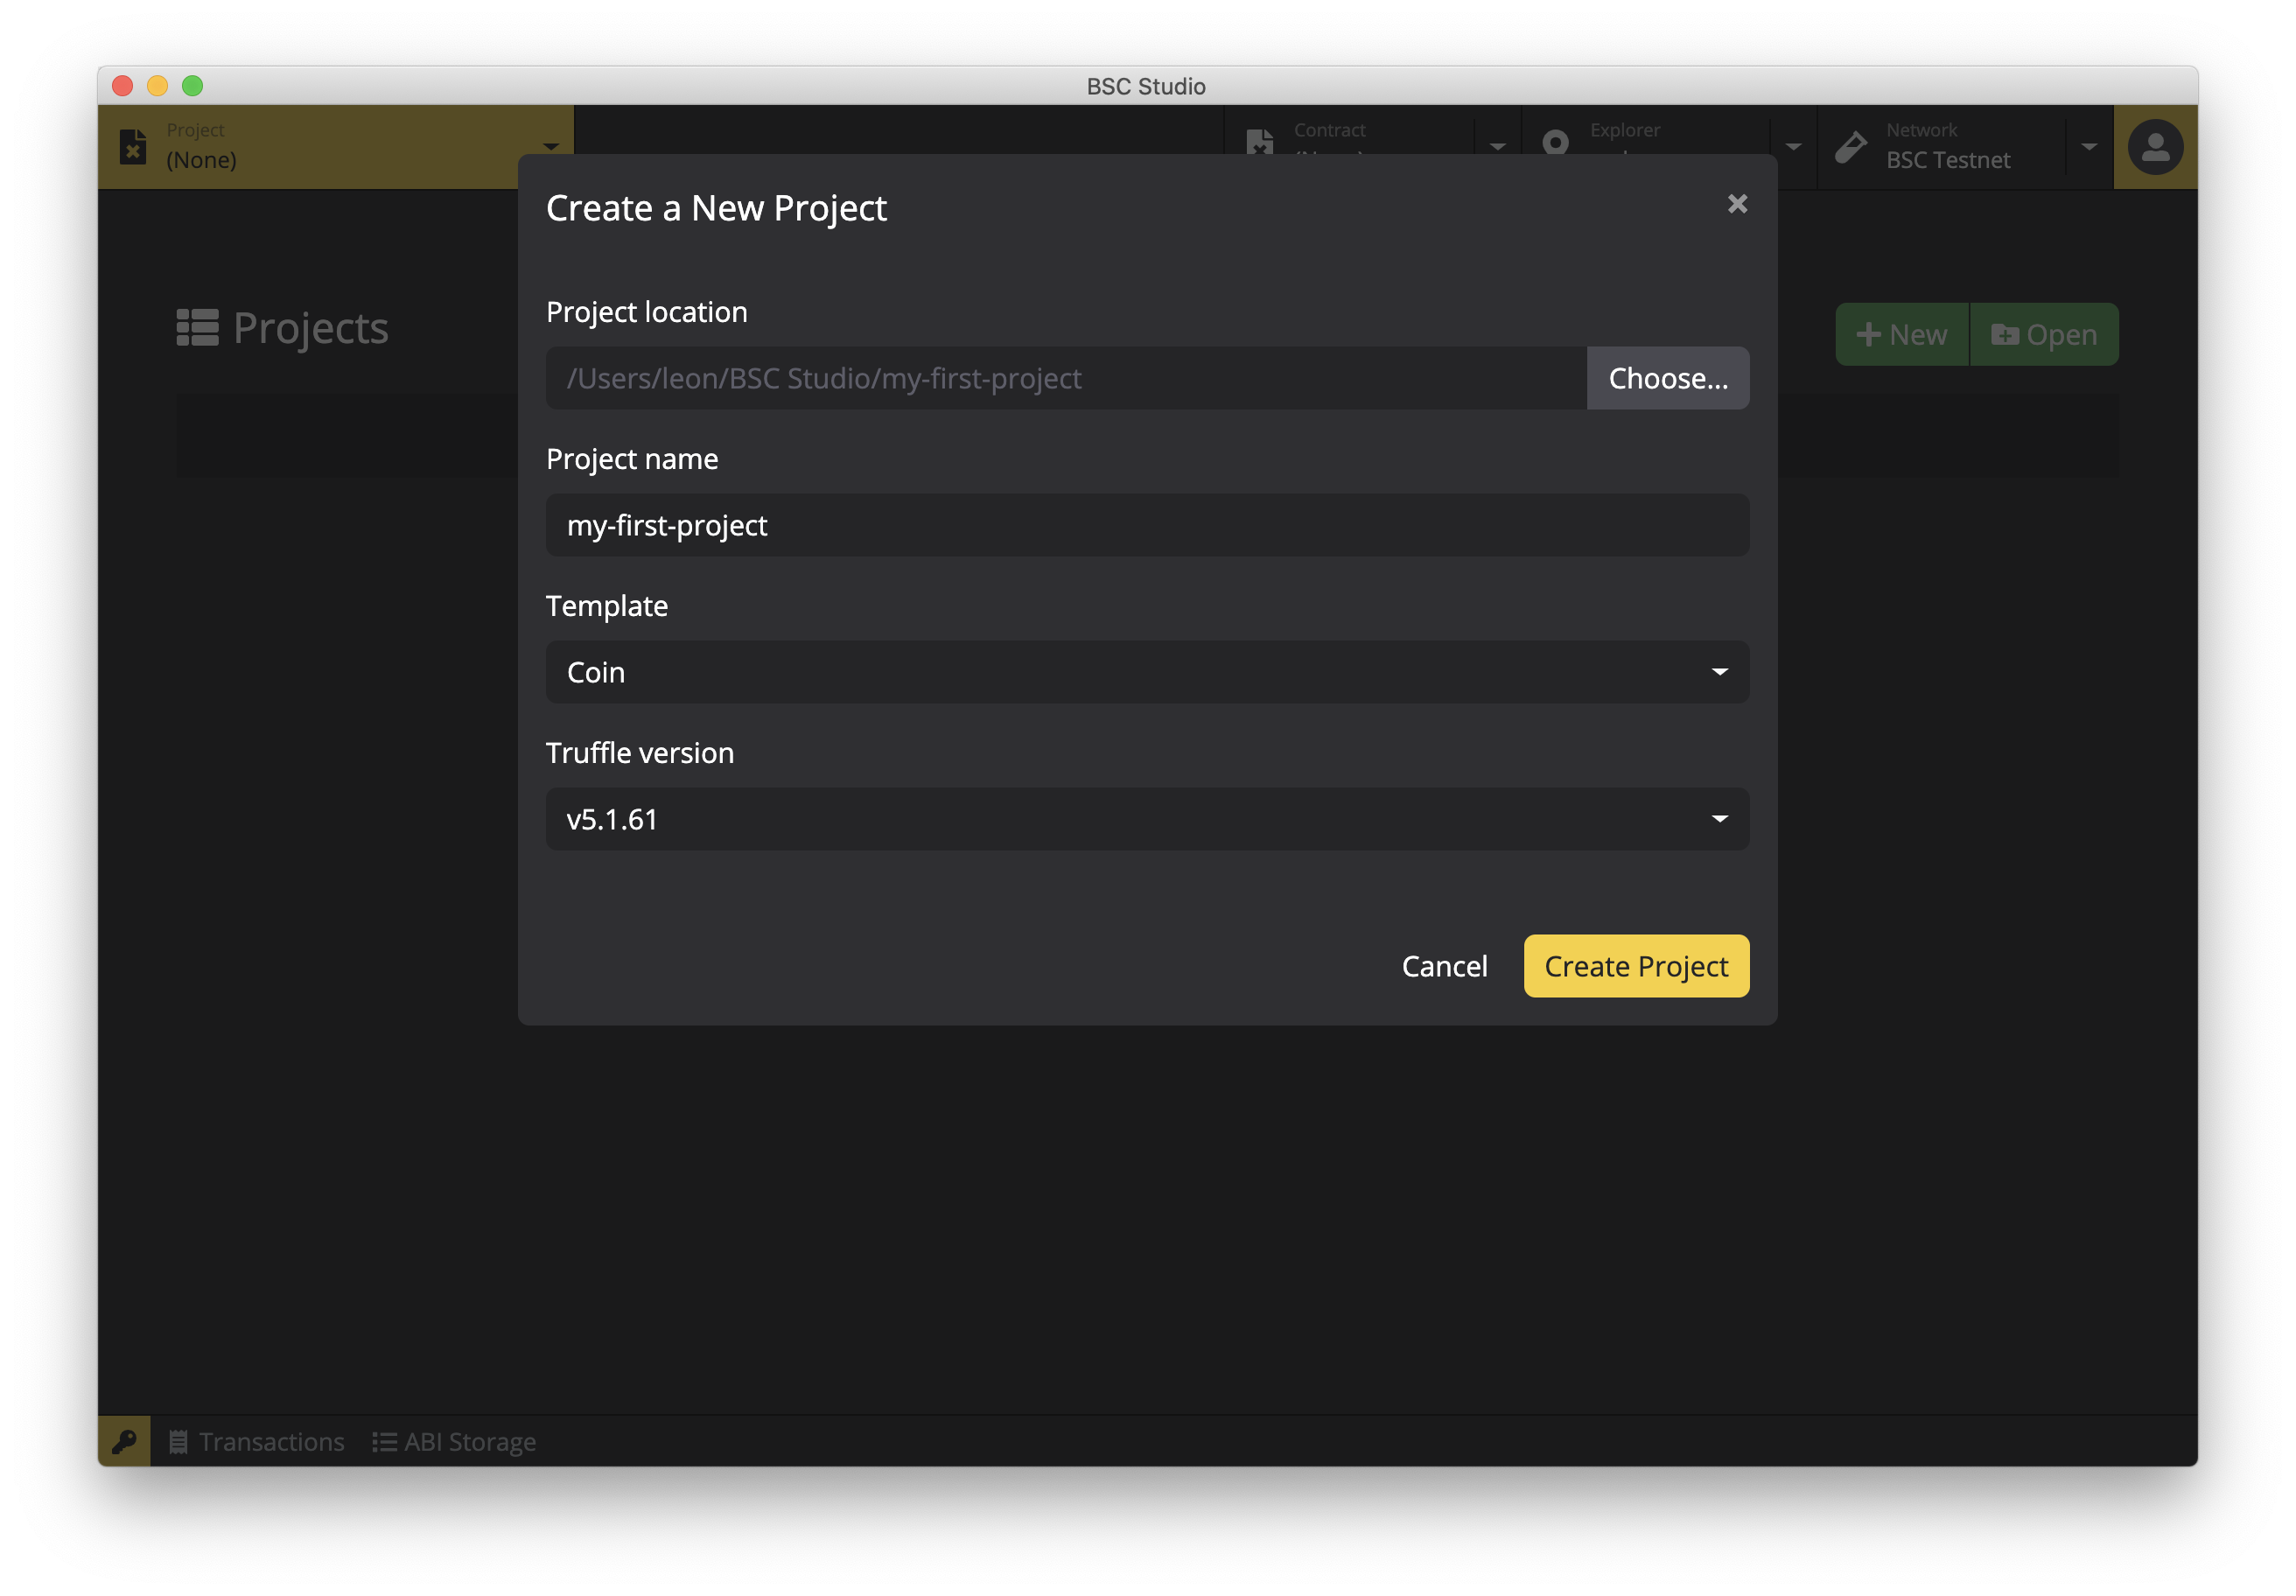 BSC Studio
Project
(None)
Contract
Explorer
Network
BSC Testnet
Create a New Project
Project location
/Users/leon/BSC Studio/my-first-project
Choose...
Projects
New
Open
Project name
my-first-project
Template
Coin
Truffle version
v5.1.61
Cancel
Create Project
Transactions
ABI Storage